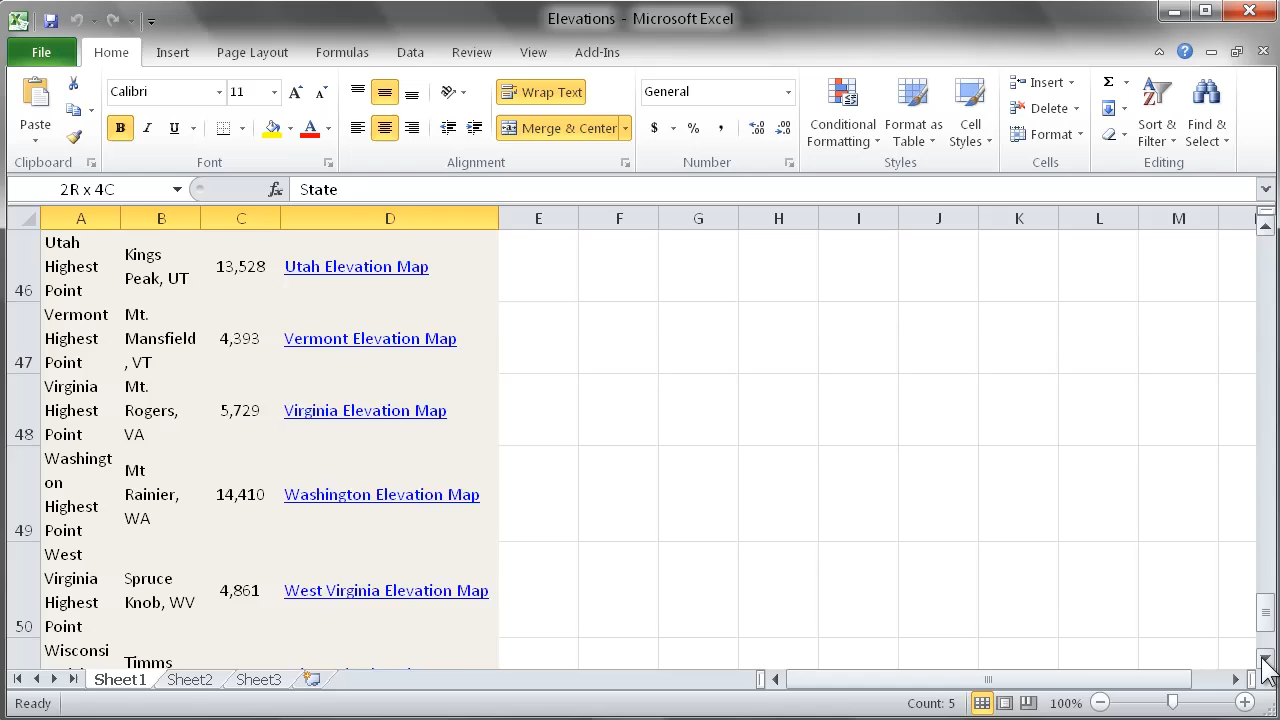 Elevations - Microsoft Excel
File Home Insert Page Layout Formulas Data Review View Add-Ins
Paste
Clipboard
Calibri 11
B I U
Font
Wrap Text
Merge & Center
Alignment
General
$ % ,
Number
Conditional Formatting
Format as Table
Cell Styles
Styles
Insert
Delete
Format
Cells
Sort & Filter
Find & Select
Editing
2R x 4C fx State
A B C D E F G H I J K L M
46 Utah Highest Point Kings Peak, UT 13,528 Utah Elevation Map
47 Vermont Highest Point Mt. Mansfield, VT 4,393 Vermont Elevation Map
48 Virginia Highest Point Mt. Rogers, VA 5,729 Virginia Elevation Map
49 Washington Highest Point Mt Rainier, WA 14,410 Washington Elevation Map
50 West Virginia Highest Point Spruce Knob, WV 4,861 West Virginia Elevation Map
Wisconsi Timms
Sheet1 Sheet2 Sheet3
Ready Count: 5 100%